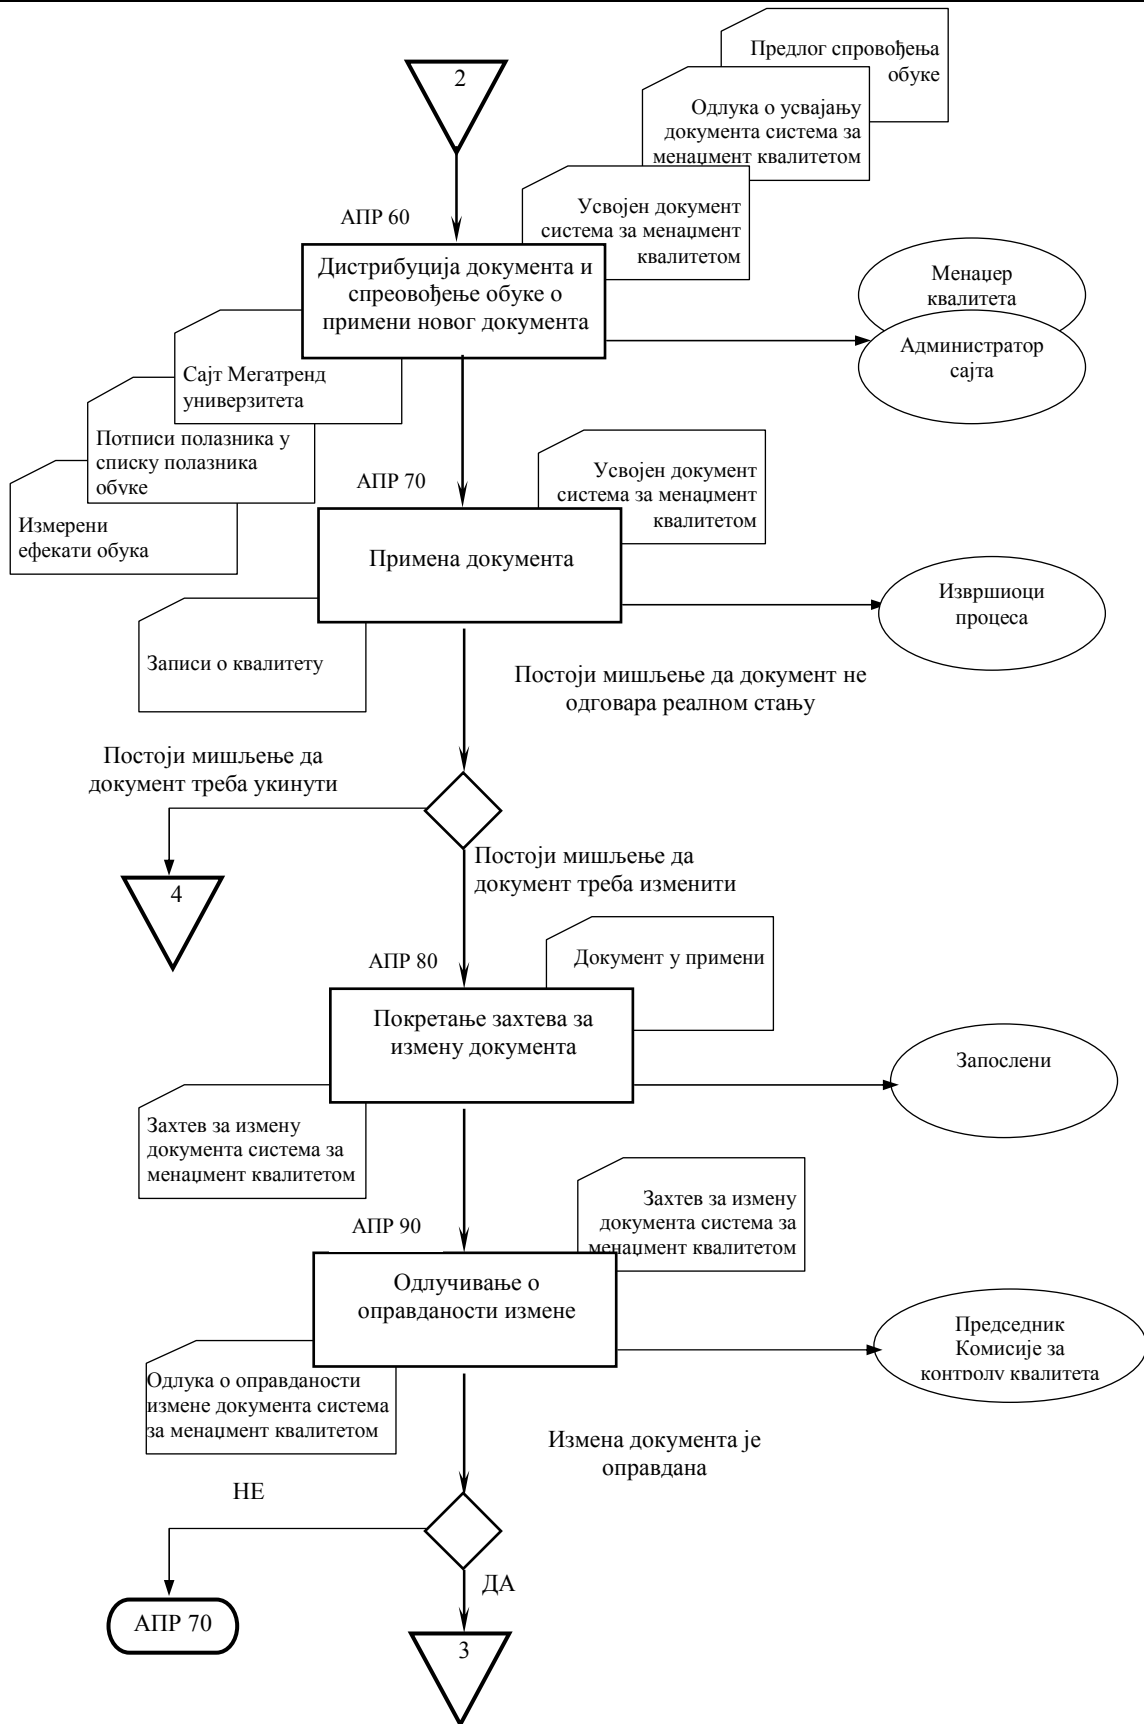 2
Предлог спровођења
обуке
Одлука о усвајању
документа система за
менаџмент квалитетом
Усвојен документ
система за менаџмент
квалитетом
АПР 60
Дистрибуција документа и
спреовођење обуке о
примени новог документа
Менаџер
квалитета
Администратор
сајта
Сајт Мегатренд
универзитета
Потписи полазника у
списку полазника
обуке
Измерени
ефекати обука
АПР 70
Усвојен документ
система за менаџмент
квалитетом
Примена документа
Извршиоци
процеса
Записи о квалитету
Постоји мишљење да документ не
одговара реалном стању
Постоји мишљење да
документ треба укинути
4
Постоји мишљење да
документ треба изменити
АПР 80
Документ у примени
Покретање захтева за
измену документа
Запослени
Захтев за измену
документа система за
менаџмент квалитетом
АПР 90
Захтев за измену
документа система за
менаџмент квалитетом
Одлучивање о
оправданости измене
Председник
Комисије за
контролу квалитета
Одлука о оправданости
измене документа система
за менаџмент квалитетом
Измена документа је
оправдана
НЕ
ДА
АПР 70
3